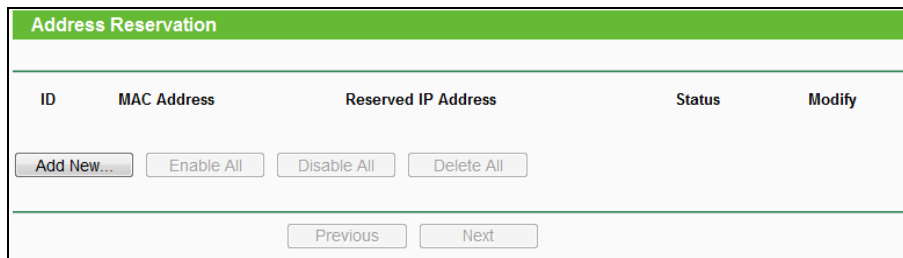 Address Reservation
ID MAC Address Reserved IP Address Status Modify
Add New... Enable All Disable All Delete All
Previous Next